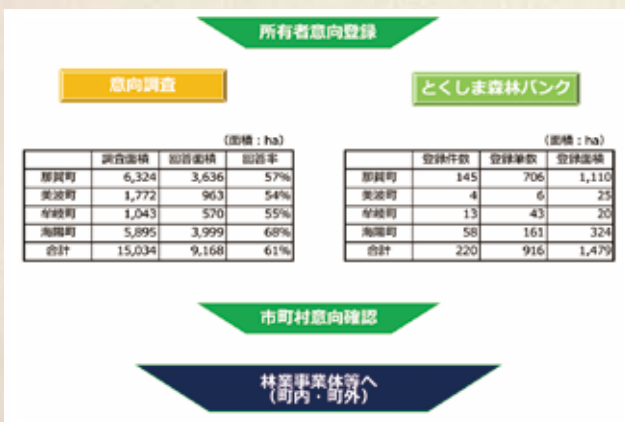 所有者意向登録
意向調査
とくしま森林バンク
(面積：ha)
調査面積 回答面積 回答率
那賀町 6,324 3,636 57%
美波町 1,772 963 54%
牟岐町 1,043 570 55%
海陽町 5,895 3,999 68%
合計 15,034 9,168 61%
(面積：ha)
登録件数 登録筆数 登録面積
那賀町 145 706 1,110
美波町 4 6 25
牟岐町 13 43 20
海陽町 58 161 324
合計 220 916 1,479
市町村意向確認
林業事業体等へ
(町内・町外)